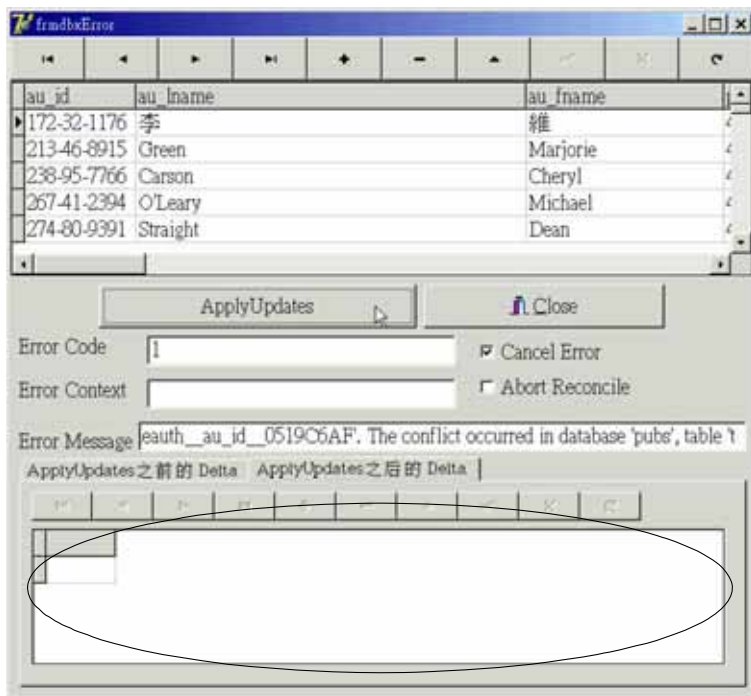 frmdbxError
au_id au_lname au_fname
172-32-1176 李 維
213-46-8915 Green Marjorie
238-95-7766 Carson Cheryl
267-41-2394 O'Leary Michael
274-80-9391 Straight Dean
ApplyUpdates Close
Error Code 1 Cancel Error
Error Context Abort Reconcile
Error Message eauth__au_id__0519C6AF'. The conflict occurred in database 'pubs', table 't
ApplyUpdates之前的 Delta ApplyUpdates之后的 Delta